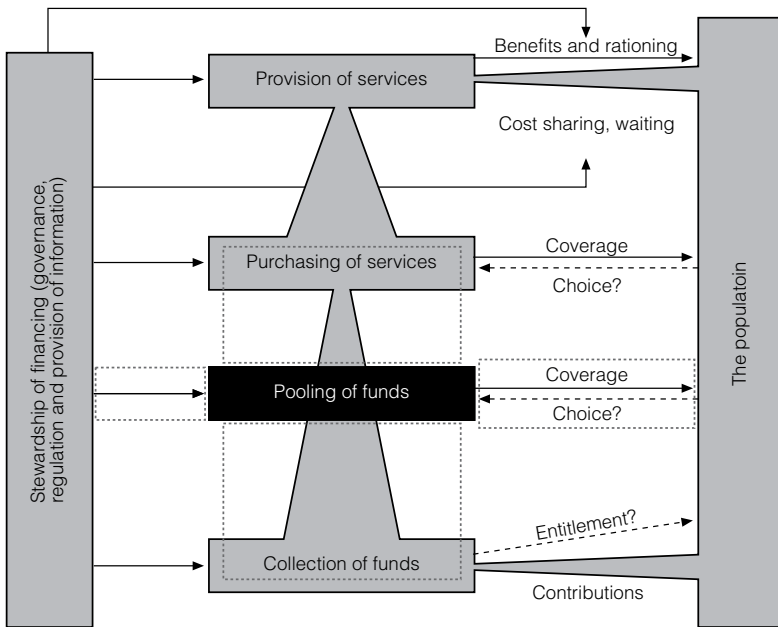 Stewardship of financing (governance,
regulation and provision of information)
Provision of services
Benefits and rationing
Cost sharing, waiting
Purchasing of services
Coverage
Choice?
Pooling of funds
Coverage
Choice?
Entitlement?
Collection of funds
Contributions
The populatoin